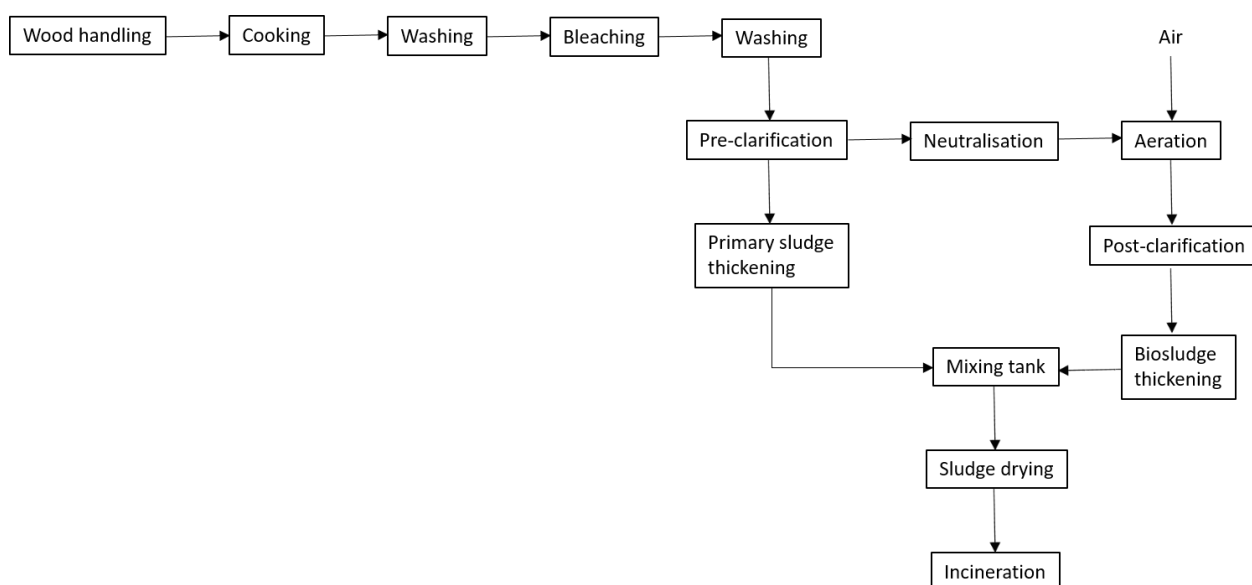 Wood handling
Cooking
Washing
Bleaching
Washing
Air
Pre-clarification
Neutralisation
Aeration
Primary sludge
thickening
Post-clarification
Mixing tank
Biosludge
thickening
Sludge drying
Incineration